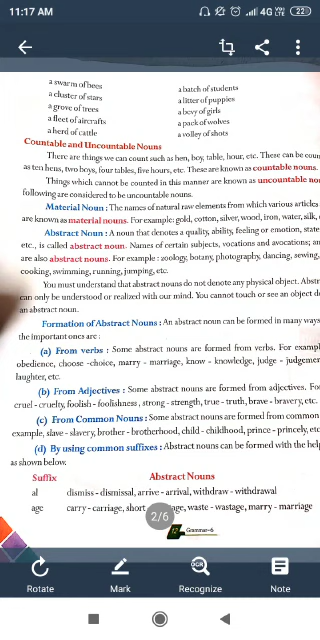 11:17 AM
4G
22
a swarm of bees
a cluster of stars
a grove of trees
a fleet of aircrafts
a herd of cattle
a batch of students
a litter of puppies
a bevy of girls
a pack of wolves
a volley of shots
Countable and Uncountable Nouns
There are things we can count such as hen, boy, table, hour, etc. These can be coun
as ten hens, two boys, four tables, five hours, etc. These are known as countable nouns.
Things which cannot be counted in this manner are known as uncountable nou
following are considered to be uncountable nouns.
Material Noun : The names of natural raw elements from which various articles
are known as material nouns. For example: gold, cotton, silver, wood, iron, water, silk,
Abstract Noun : A noun that denotes a quality, ability, feeling or emotion, state
etc., is called abstract noun. Names of certain subjects, vocations and avocations; an
are also abstract nouns. For example : zoology, botany, photography, dancing, sewing,
cooking, swimming, running, jumping, etc.
You must understand that abstract nouns do not denote any physical object. Abstr
can only be understood or realized with our mind. You cannot touch or see an object de
an abstract noun.
Formation of Abstract Nouns : An abstract noun can be formed in many ways
the important ones are :
(a) From verbs : Some abstract nouns are formed from verbs. For exampl
obedience, choose - choice, marry - marriage, know - knowledge, judge - judgemen
laughter, etc.
(b) From Adjectives : Some abstract nouns are formed from adjectives. Fo
cruel - cruelty, foolish - foolishness, strong - strength, true - truth, brave - bravery, etc.
(c) From Common Nouns : Some abstract nouns are formed from common
example, slave - slavery, brother - brotherhood, child - childhood, prince - princely, etc
(d) By using common suffixes : Abstract nouns can be formed with the help
as shown below.
Suffix Abstract Nouns
al dismiss - dismissal, arrive - arrival, withdraw - withdrawal
age carry - carriage, short age, waste - wastage, marry - marriage
2/6
Grammar-6
Rotate
Mark
OCR
Recognize
Note